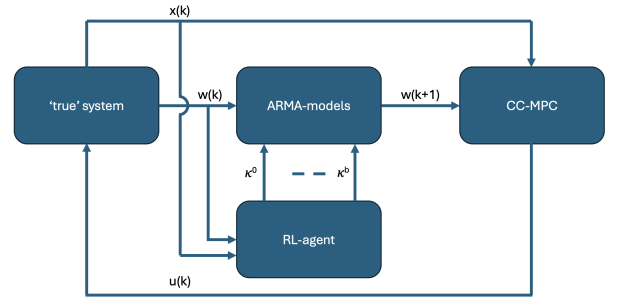 x(k)
'true' system
w(k)
ARMA-models
w(k+1)
CC-MPC
κ⁰
κᵇ
RL-agent
u(k)